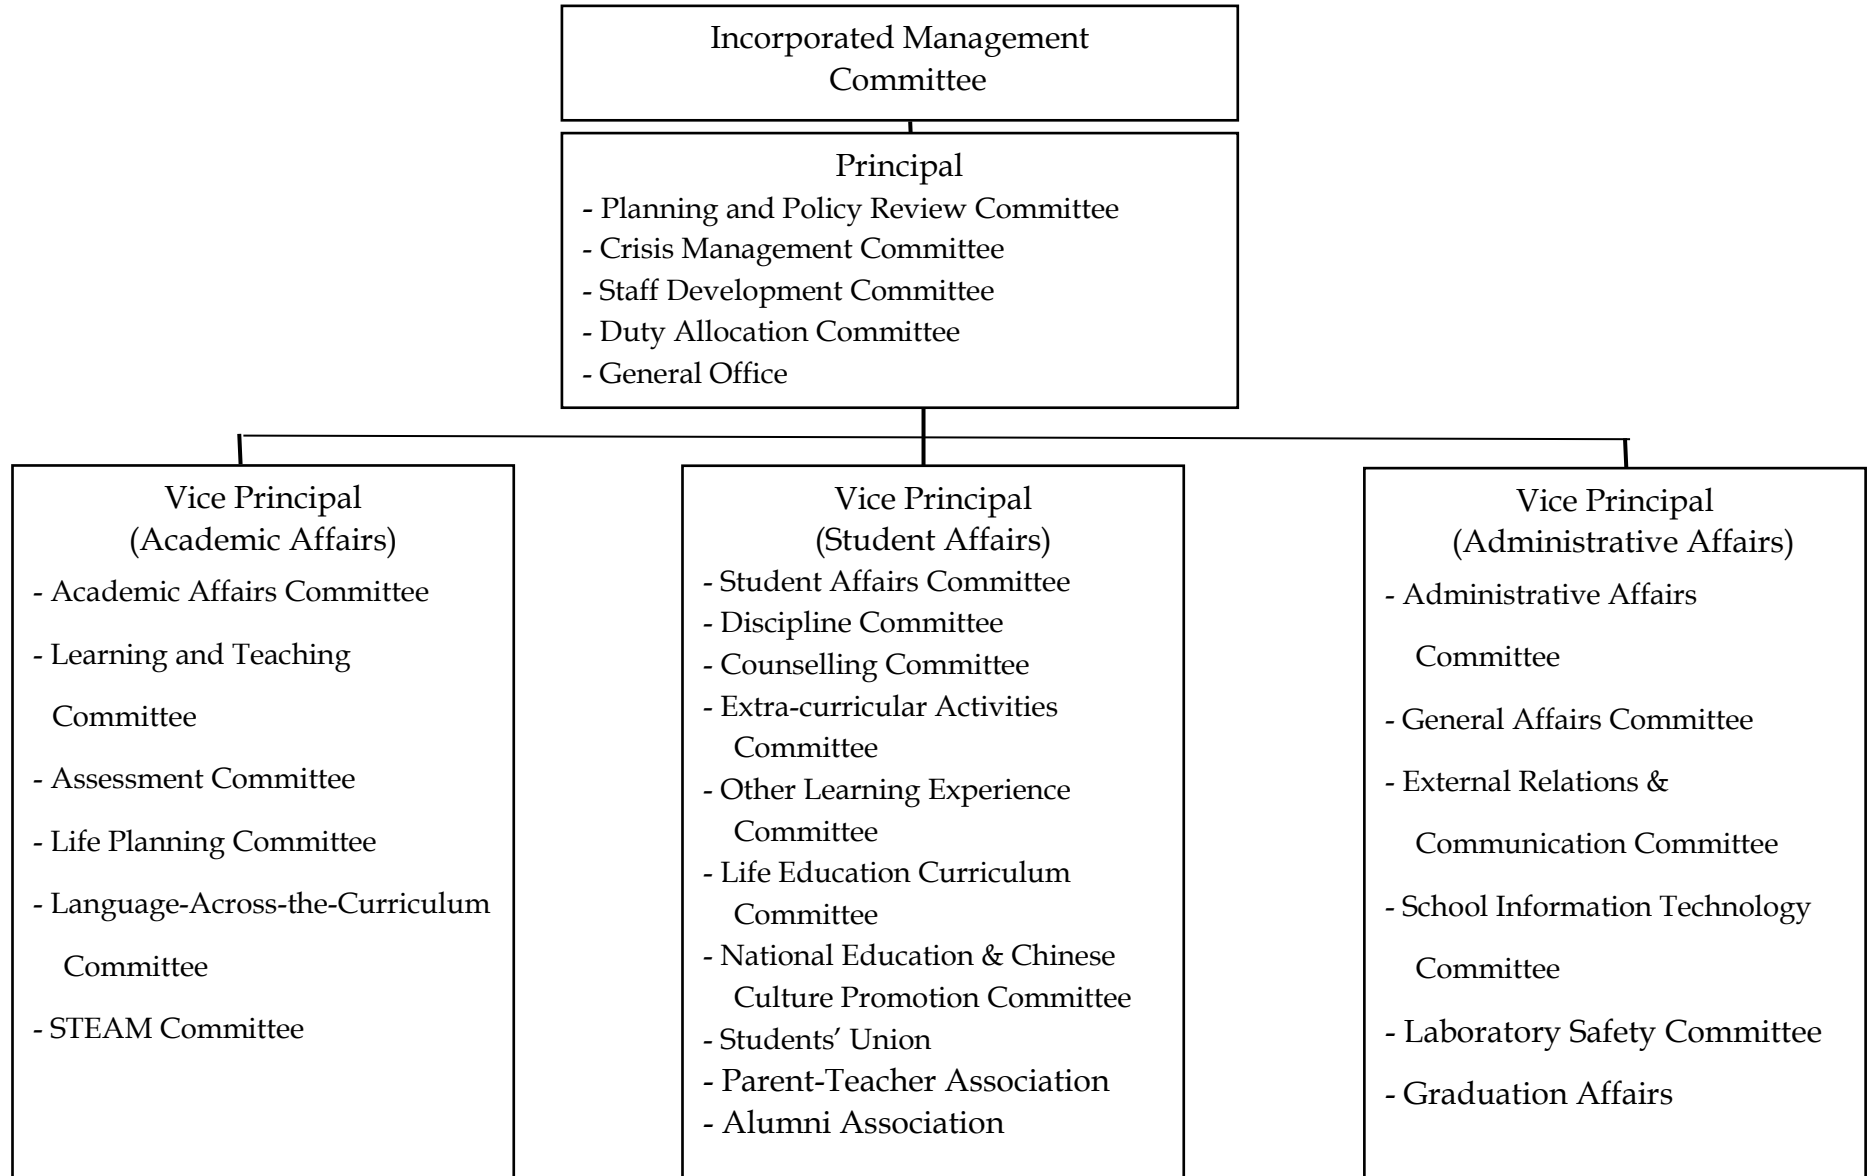 Incorporated Management
Committee
Principal
- Planning and Policy Review Committee
- Crisis Management Committee
- Staff Development Committee
- Duty Allocation Committee
- General Office
Vice Principal
(Academic Affairs)
- Academic Affairs Committee
- Learning and Teaching
Committee
- Assessment Committee
- Life Planning Committee
- Language-Across-the-Curriculum
Committee
- STEAM Committee
Vice Principal
(Student Affairs)
- Student Affairs Committee
- Discipline Committee
- Counselling Committee
- Extra-curricular Activities
Committee
- Other Learning Experience
Committee
- Life Education Curriculum
Committee
- National Education & Chinese
Culture Promotion Committee
- Students’ Union
- Parent-Teacher Association
- Alumni Association
Vice Principal
(Administrative Affairs)
- Administrative Affairs
Committee
- General Affairs Committee
- External Relations &
Communication Committee
- School Information Technology
Committee
- Laboratory Safety Committee
- Graduation Affairs